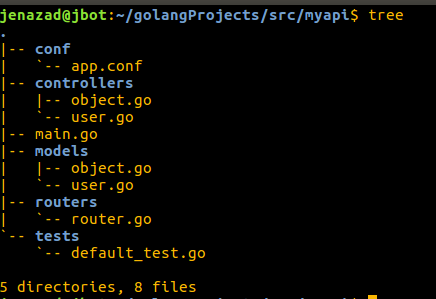 jenazad@jbot:~/golangProjects/src/myapi$ tree
.
|-- conf
|   `-- app.conf
|-- controllers
|   |-- object.go
|   `-- user.go
|-- main.go
|-- models
|   |-- object.go
|   `-- user.go
|-- routers
|   `-- router.go
`-- tests
    `-- default_test.go

5 directories, 8 files